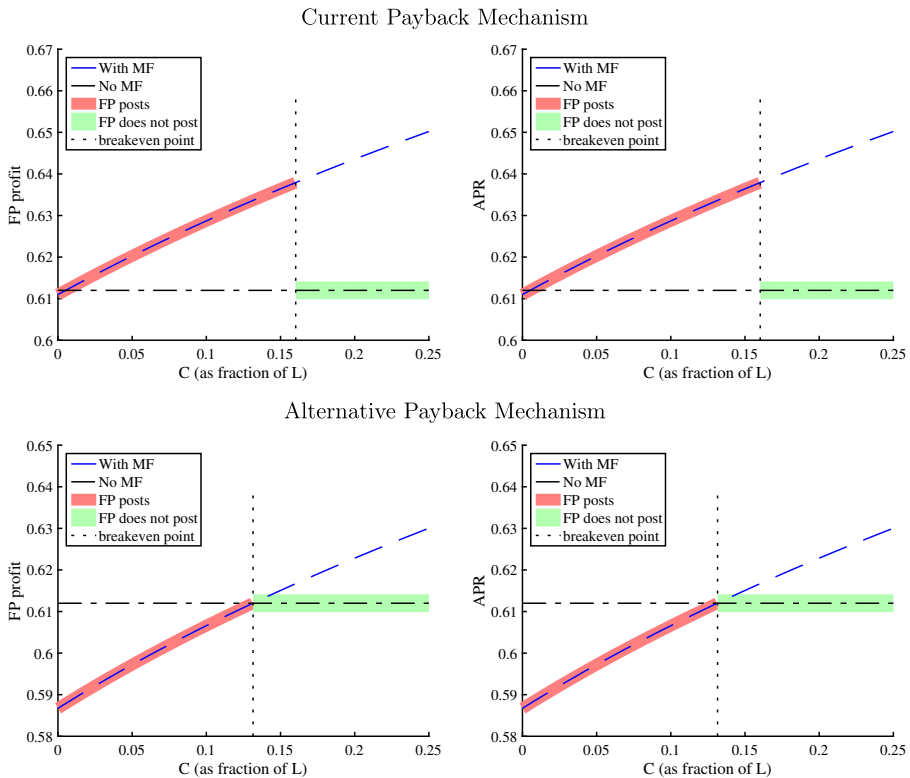 Current Payback Mechanism
0.67
0.66
0.65
0.64
0.63
0.62
0.61
0.6
FP profit
With MF
No MF
FP posts
FP does not post
breakeven point
0
0.05
0.1
0.15
0.2
0.25
C (as fraction of L)
0.67
0.66
0.65
0.64
0.63
0.62
0.61
0.6
APR
With MF
No MF
FP posts
FP does not post
breakeven point
0
0.05
0.1
0.15
0.2
0.25
C (as fraction of L)
Alternative Payback Mechanism
0.65
0.64
0.63
0.62
0.61
0.6
0.59
0.58
FP profit
With MF
No MF
FP posts
FP does not post
breakeven point
0
0.05
0.1
0.15
0.2
0.25
C (as fraction of L)
0.65
0.64
0.63
0.62
0.61
0.6
0.59
0.58
APR
With MF
No MF
FP posts
FP does not post
breakeven point
0
0.05
0.1
0.15
0.2
0.25
C (as fraction of L)